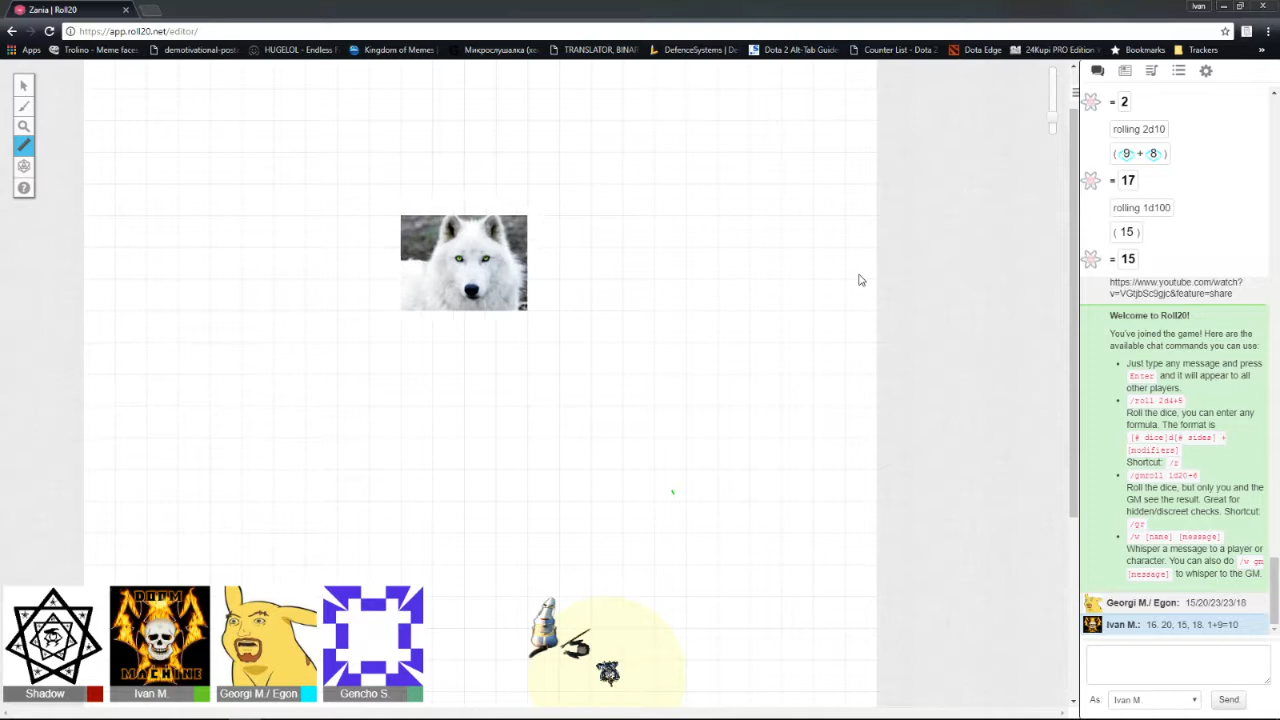 Zania | Roll20
Ivan
https://app.roll20.net/editor/
Apps
Trolino - Meme faces
demotivational-poste
HUGELOL - Endless F
Kingdom of Memes |
Микрослушалка (на
TRANSLATOR, BINAR
DefenceSystems | De
Dota 2 Alt-Tab Guide
Counter List - Dota 2
Dota Edge
24Kupi PRO Edition
Bookmarks
Trackers
= 2
rolling 2d10
( 9 + 8 )
= 17
rolling 1d100
( 15 )
= 15
https://www.youtube.com/watch?
v=VGtjbSc9gjc&feature=share
Welcome to Roll20!
You've joined the game! Here are the
available chat commands you can use:
Just type any message and press
Enter and it will appear to all
other players.
/roll 2d4+5
Roll the dice, you can enter any
formula. The format is
[# dice]d[# sides] +
[modifiers]
Shortcut: /r
/gmroll 1d20+6
Roll the dice, but only you and the
GM see the result. Great for
hidden/discreet checks. Shortcut:
/gr
/w [name] [message]
Whisper a message to a player or
character. You can also do /w gm
[message] to whisper to the GM.
Georgi M./ Egon: 15/20/23/23/18
Ivan M.: 16. 20, 15, 18. 1+9=10
As: Ivan M.
Send
DOOM
MACHINE
Shadow
Ivan M.
Georgi M / Egon
Gencho S.